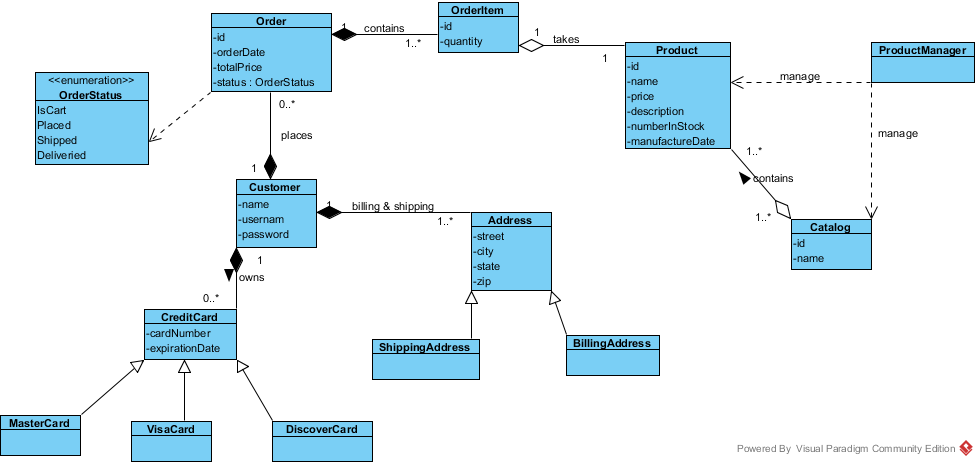 Order
-id
-orderDate
-totalPrice
-status : OrderStatus
1
contains
1..*
OrderItem
-id
-quantity
1
takes
1
Product
-id
-name
-price
-description
-numberInStock
-manufactureDate
ProductManager
manage
manage
<<enumeration>>
OrderStatus
IsCart
Placed
Shipped
Deliveried
0..*
places
1
Customer
-name
-usernam
-password
1
billing & shipping
1..*
Address
-street
-city
-state
-zip
1..*
contains
1..*
Catalog
-id
-name
1
owns
0..*
CreditCard
-cardNumber
-expirationDate
ShippingAddress
BillingAddress
MasterCard
VisaCard
DiscoverCard
Powered By Visual Paradigm Community Edition